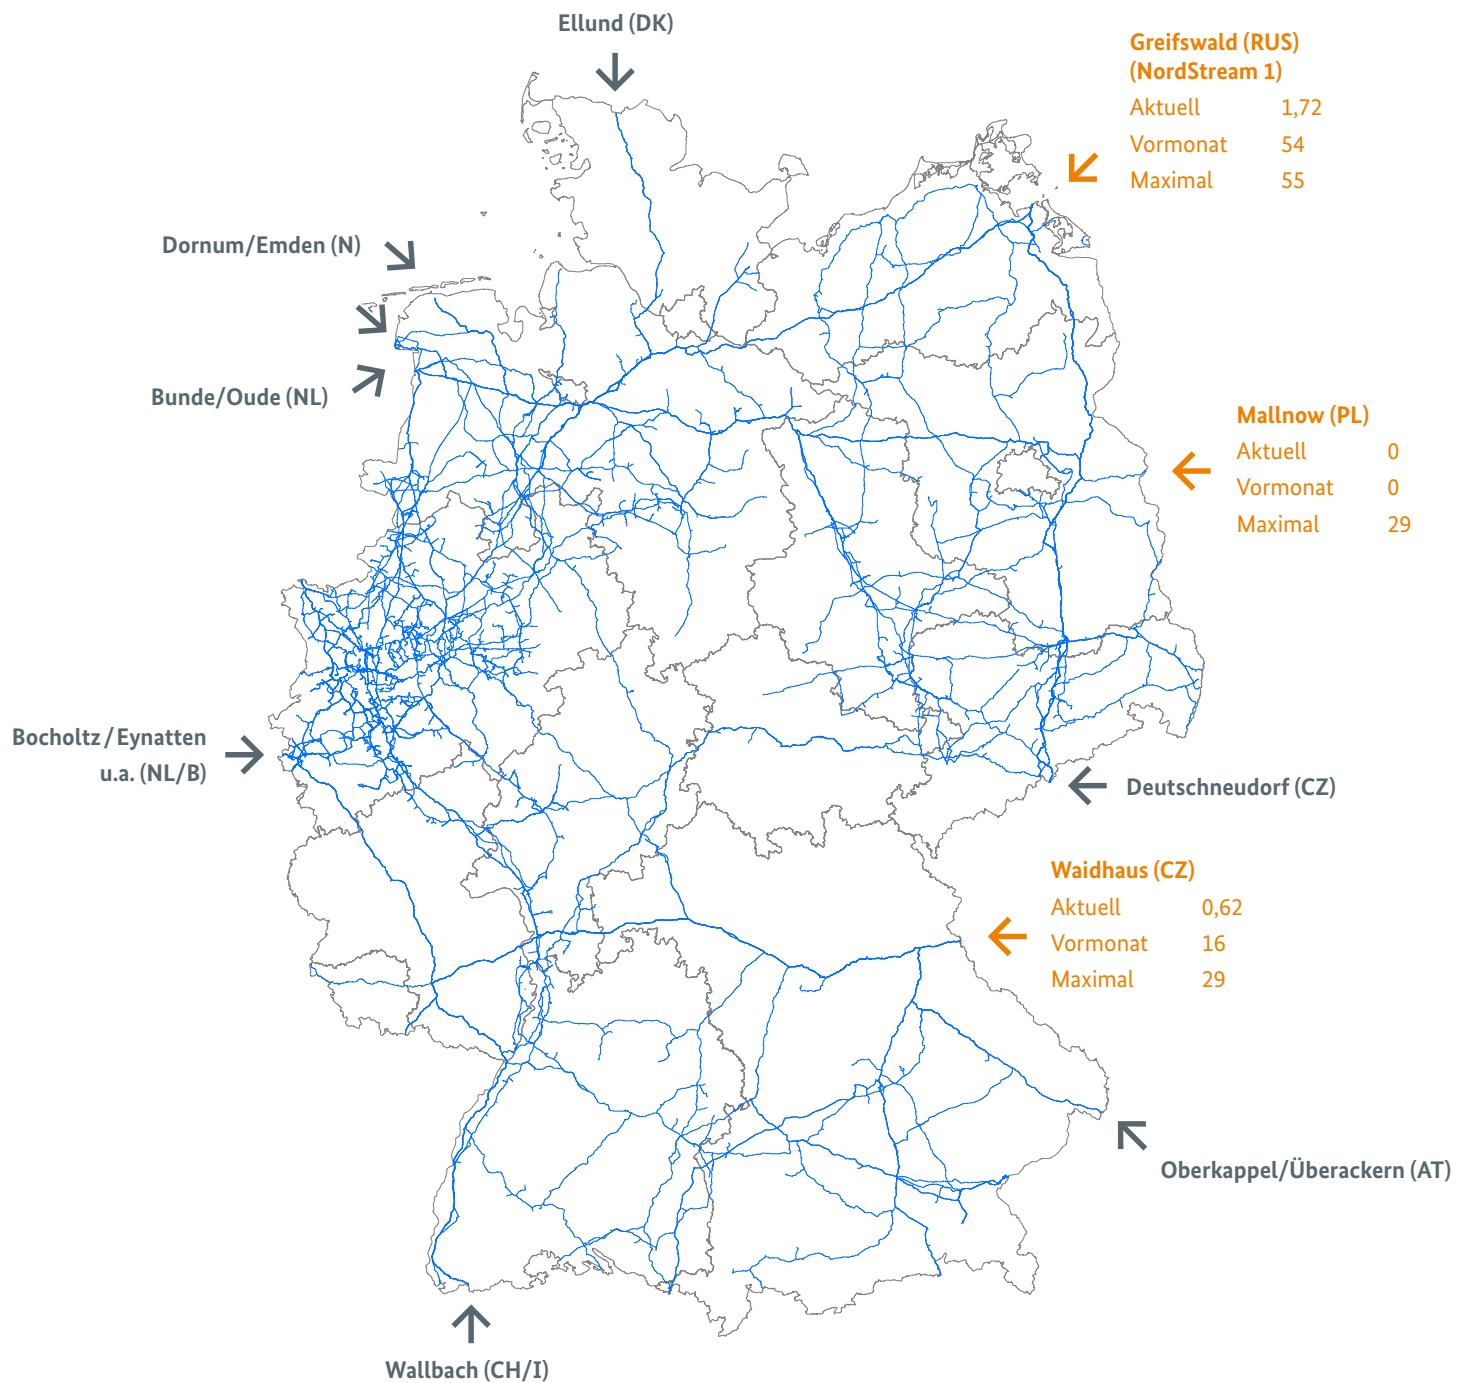 Ellund (DK)
Greifswald (RUS)
(NordStream 1)
Aktuell 1,72
Vormonat 54
Maximal 55
Dornum/Emden (N)
Bunde/Oude (NL)
Mallnow (PL)
Aktuell 0
Vormonat 0
Maximal 29
Bocholtz / Eynatten
u.a. (NL/B)
Deutschneudorf (CZ)
Waidhaus (CZ)
Aktuell 0,62
Vormonat 16
Maximal 29
Oberkappel/Überackern (AT)
Wallbach (CH/I)